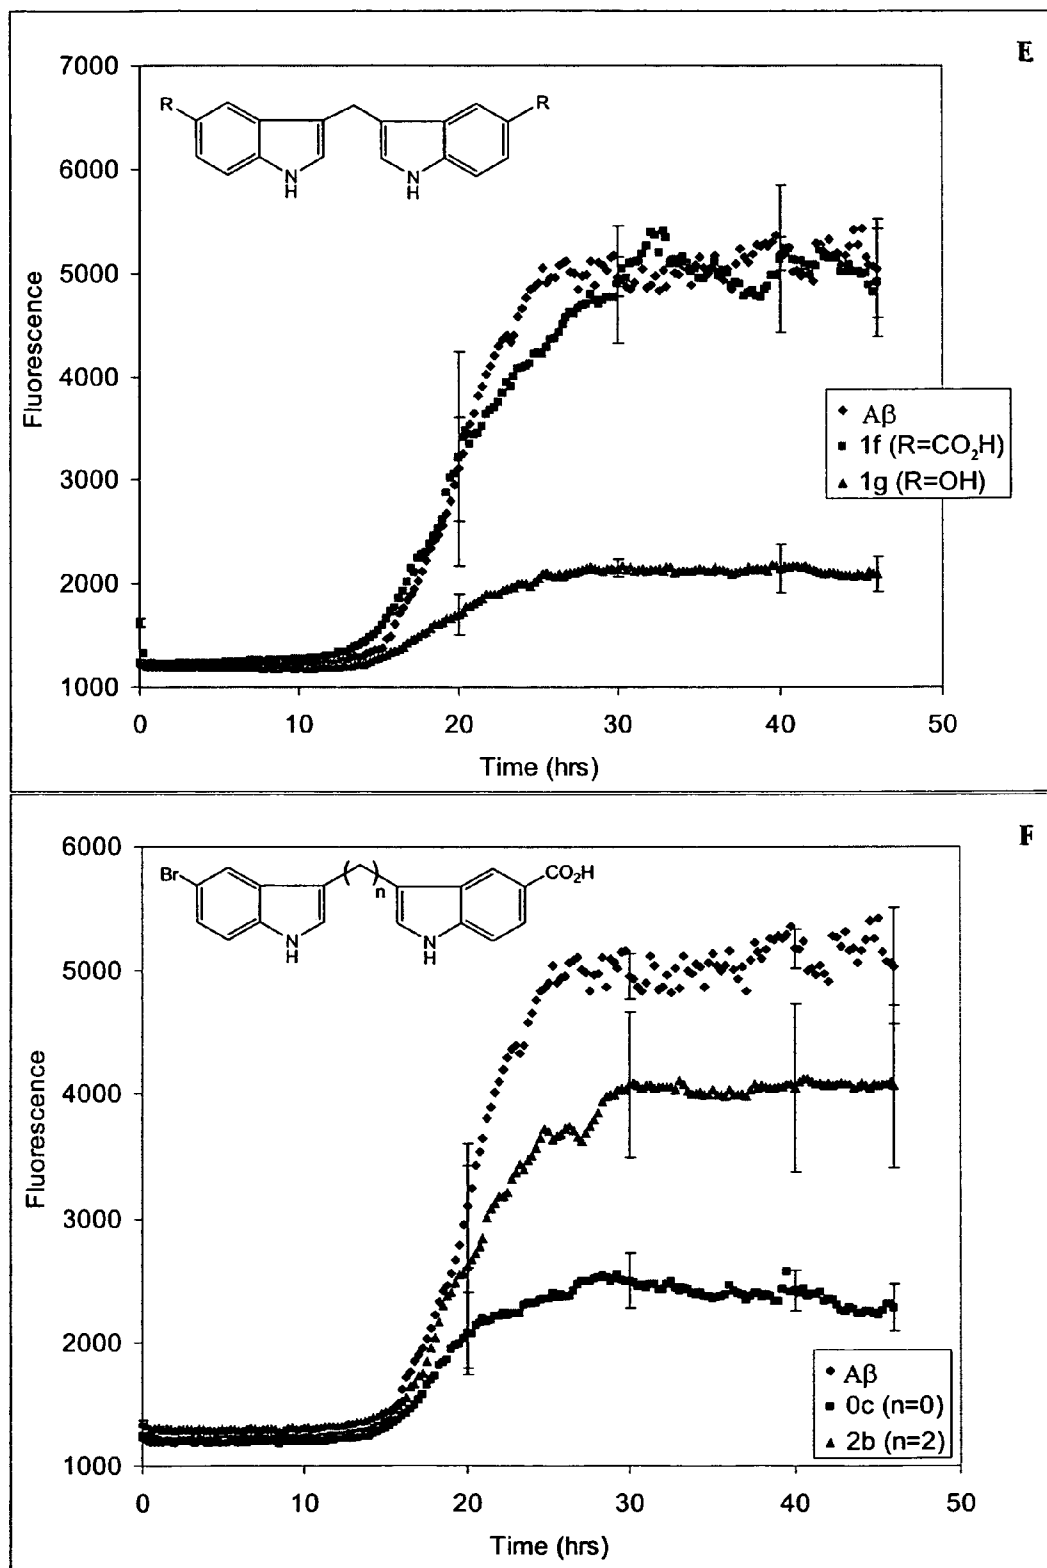 E
7000
6000
5000
4000
3000
2000
1000
Fluorescence
R
R
N
H
N
H
Aβ
1f (R=CO₂H)
1g (R=OH)
0
10
20
30
40
50
Time (hrs)
F
6000
5000
4000
3000
2000
1000
Fluorescence
Br
n
CO₂H
N
H
N
H
Aβ
0c (n=0)
2b (n=2)
0
10
20
30
40
50
Time (hrs)